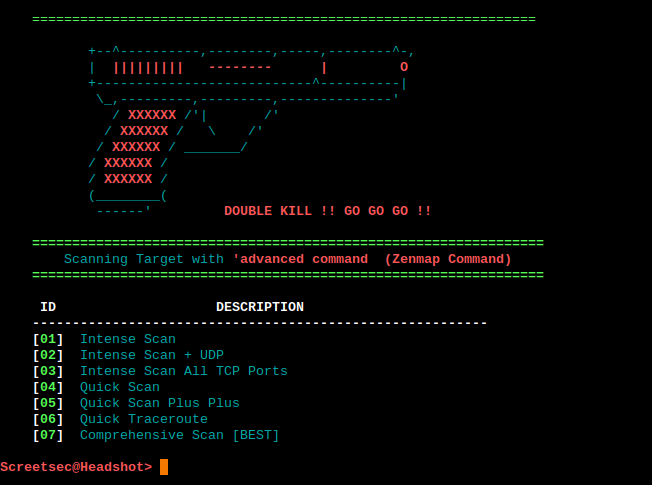 ===============================================================
+--^----------,--------,-----,--------^-,
|  |||||||||   --------      |         O
+---------------------------^----------|
\_,---------,---------,--------------'
/ XXXXXX /'|       /'
/ XXXXXX /   \    /'
/ XXXXXX / _______/
/ XXXXXX /
/ XXXXXX /
(________(
------'         DOUBLE KILL !! GO GO GO !!
================================================================
Scanning Target with 'advanced command  (Zenmap Command)
================================================================
ID                    DESCRIPTION
---------------------------------------------------------
[01]  Intense Scan
[02]  Intense Scan + UDP
[03]  Intense Scan All TCP Ports
[04]  Quick Scan
[05]  Quick Scan Plus Plus
[06]  Quick Traceroute
[07]  Comprehensive Scan [BEST]
Screetsec@Headshot>